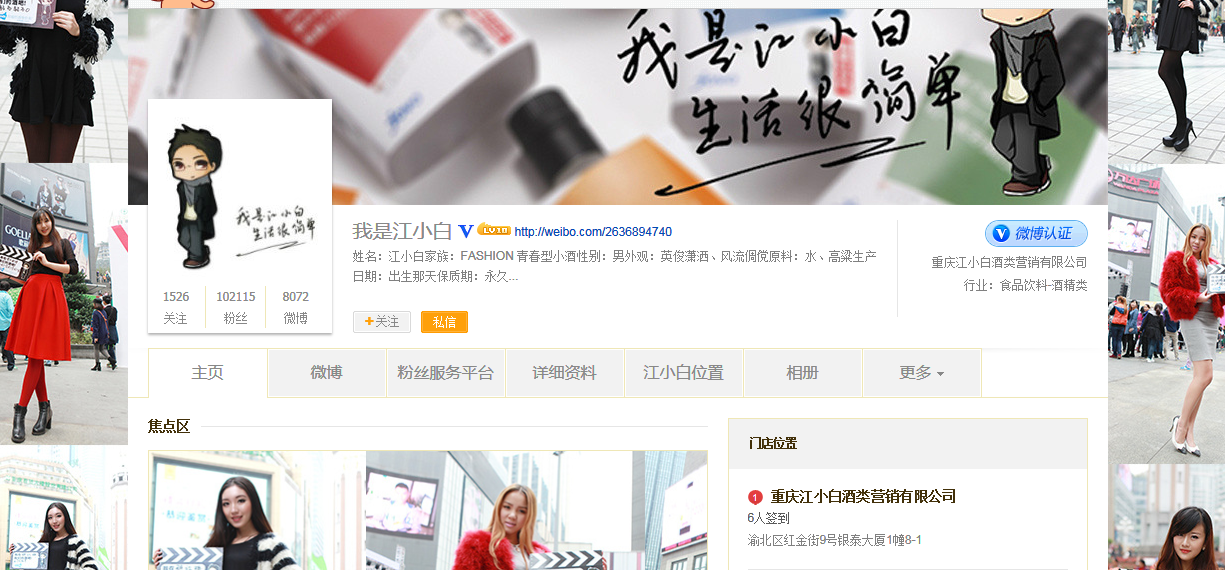 我是江小白
生活很简单
我是江小白
生活很简单
我是江小白 V LV10 http://weibo.com/2636894740
姓名：江小白家族：FASHION 青春型小酒性别：男外观：英俊潇洒、风流倜傥原料：水、高粱生产
日期：出生那天保质期：永久...
V 微博认证
重庆江小白酒类营销有限公司
行业：食品饮料-酒精类
1526 102115 8072
关注 粉丝 微博
+关注 私信
主页 微博 粉丝服务平台 详细资料 江小白位置 相册 更多
焦点区
门店位置
1 重庆江小白酒类营销有限公司
6人签到
渝北区红金街9号银泰大厦1幢8-1